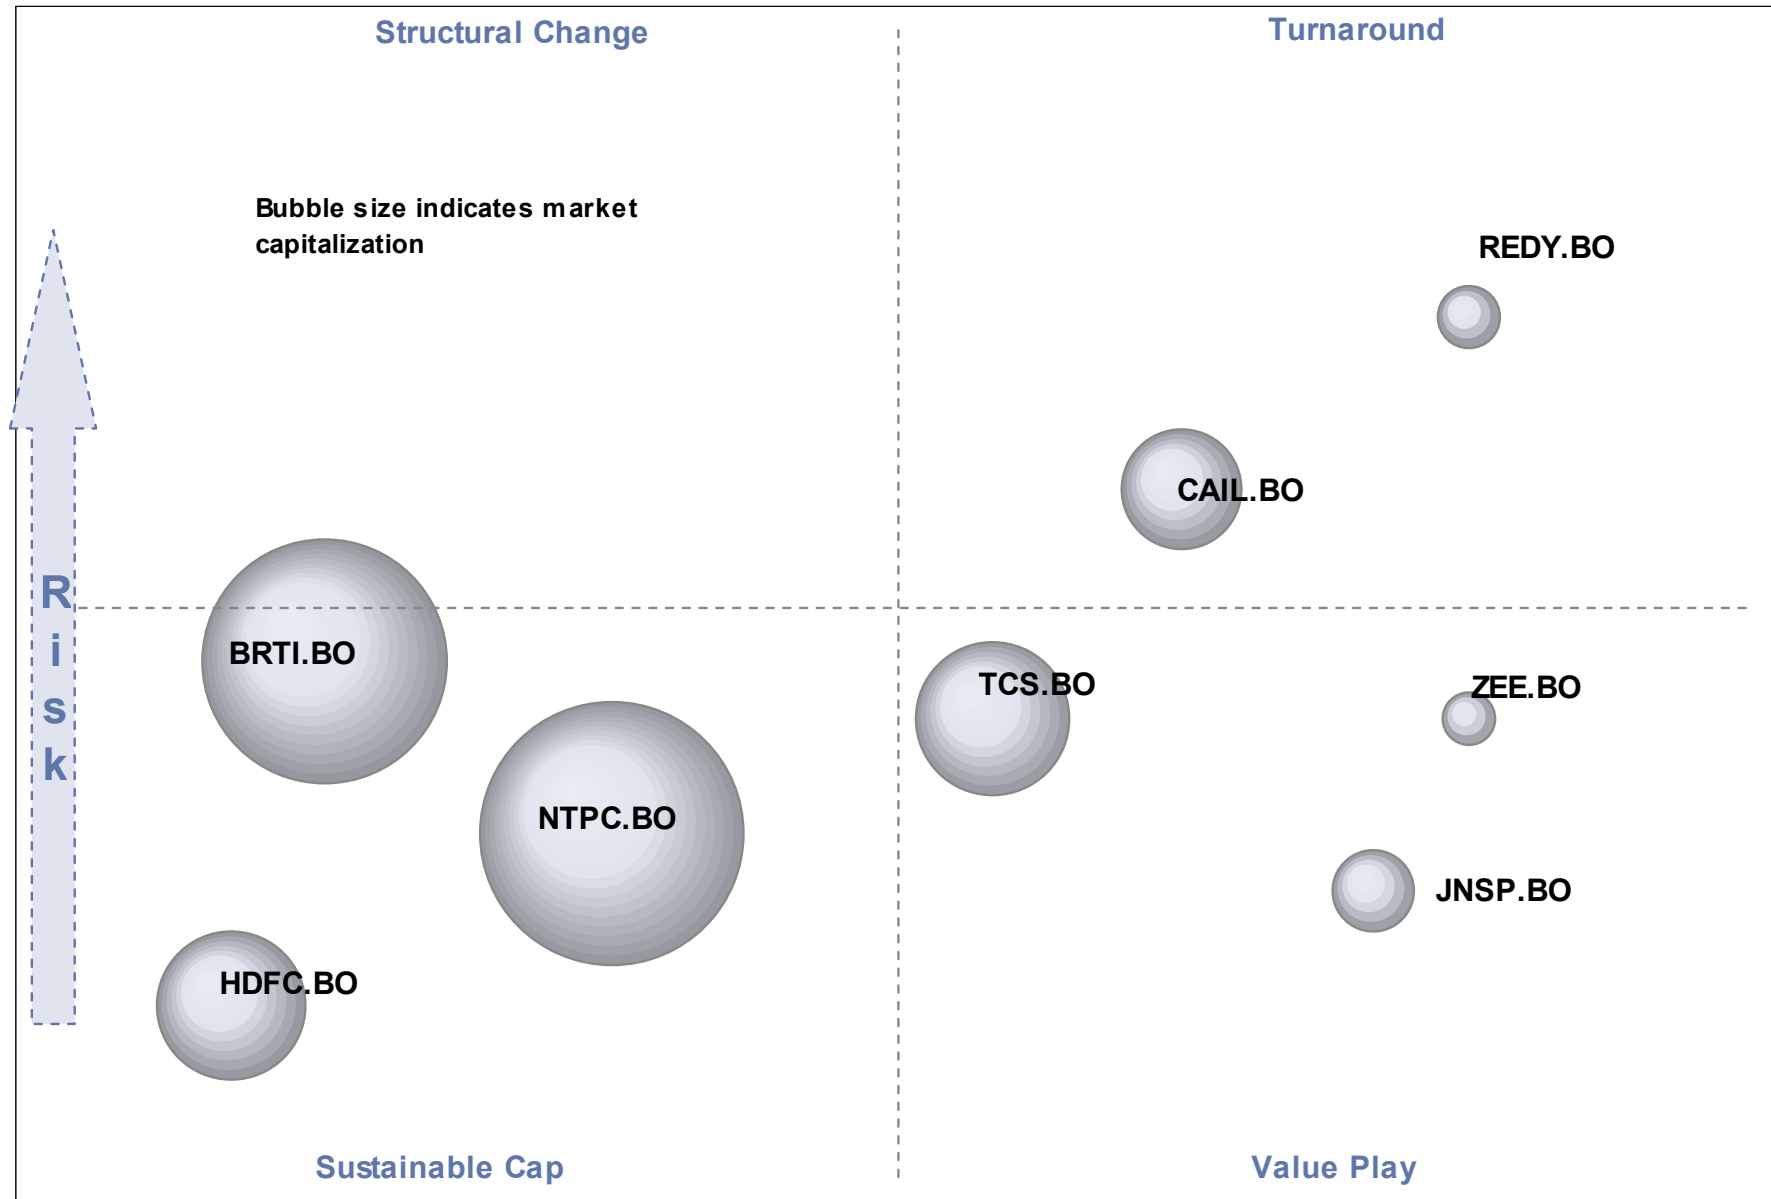 Structural Change
Turnaround
Bubble size indicates market
capitalization
REDY.BO
CAIL.BO
Risk
BRTI.BO
TCS.BO
ZEE.BO
NTPC.BO
JNSP.BO
HDFC.BO
Sustainable Cap
Value Play